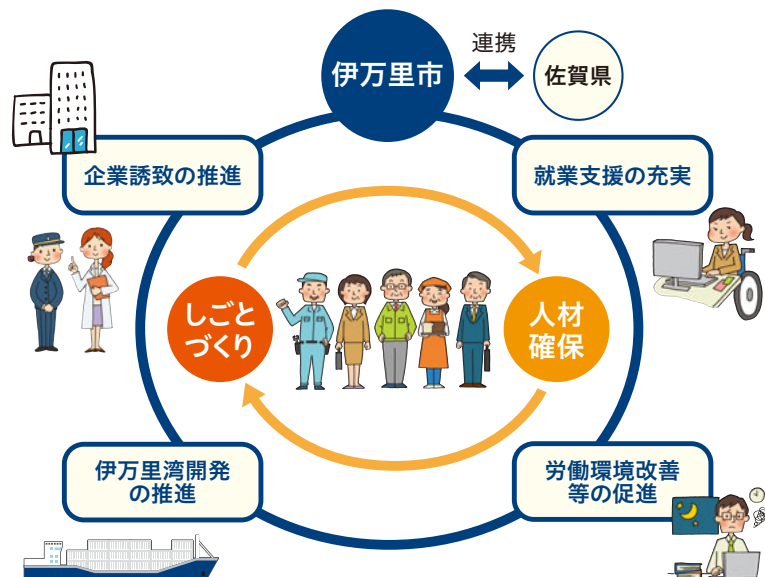 伊万里市
連携
佐賀県
企業誘致の推進
就業支援の充実
しごと
づくり
人材
確保
伊万里湾開発
の推進
労働環境改善
等の促進